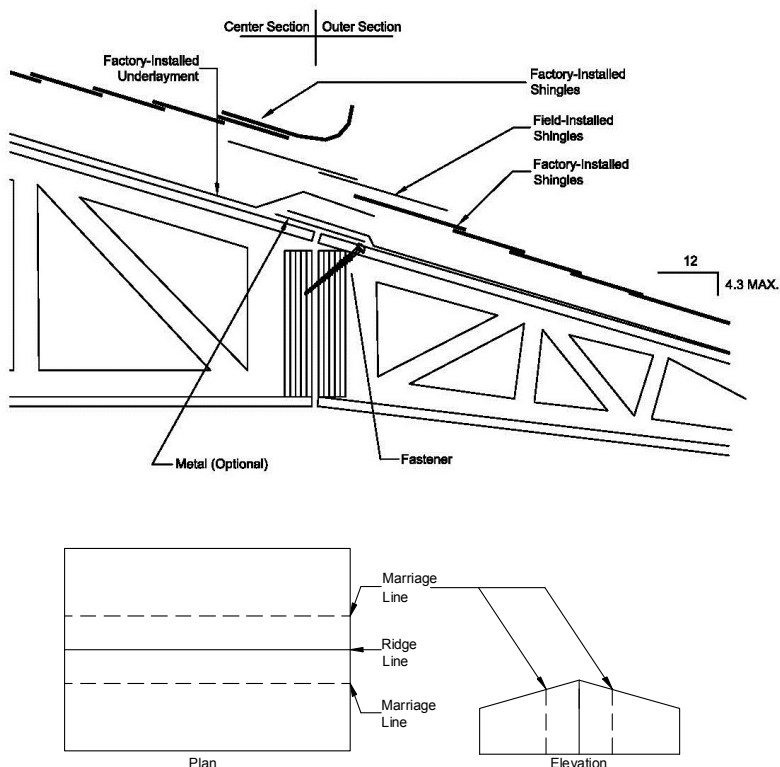 Center Section
Outer Section
Factory-Installed
Underlayment
Factory-Installed
Shingles
Field-Installed
Shingles
Factory-Installed
Shingles
12
4.3 MAX.
Metal (Optional)
Fastener
Marriage
Line
Ridge
Line
Marriage
Line
Plan
Elevation